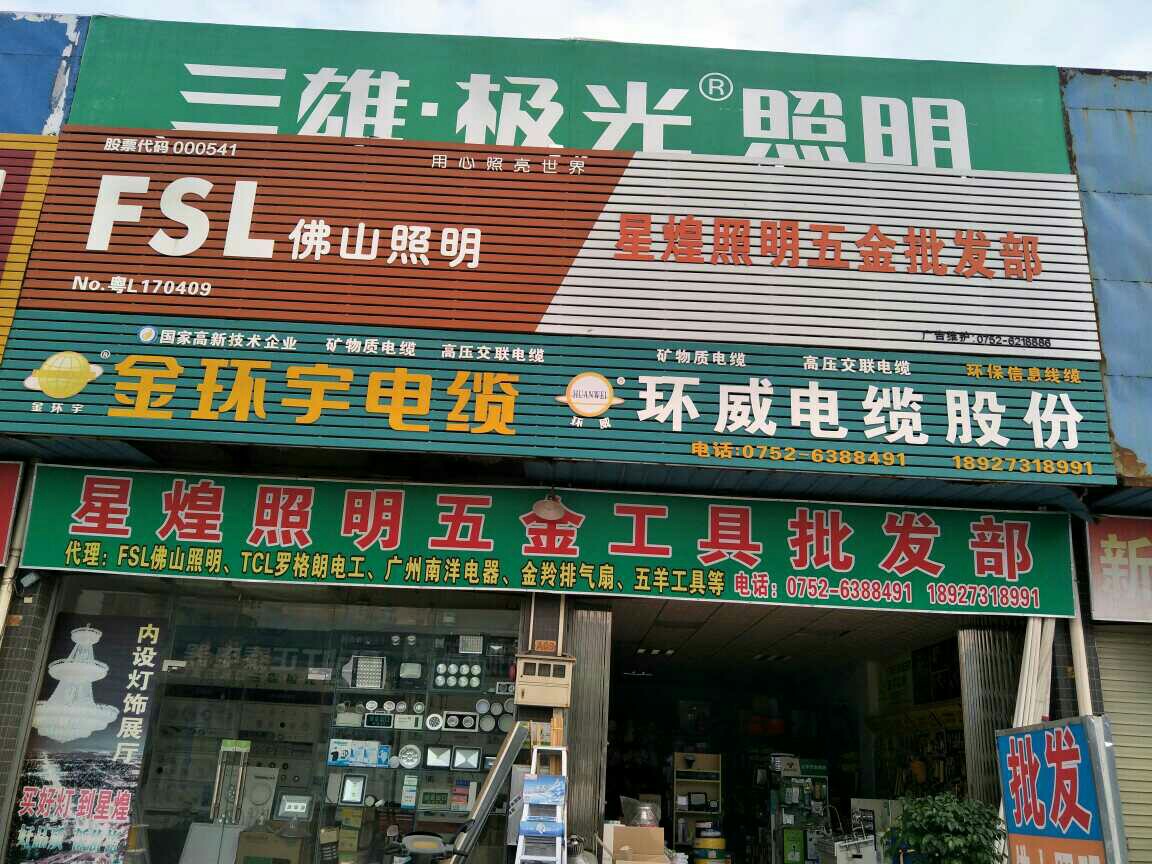 三雄·极光® 照明
股票代码 000541
用心照亮世界
FSL 佛山照明
星煌照明五金批发部
No.粤L170409
广告维护:0752-6218886
国家高新技术企业 矿物质电缆 高压交联电缆
矿物质电缆 高压交联电缆 环保信息线缆
金环宇® 金环宇电缆
HUANWEI 环威 环威电缆股份
电话:0752-6388491 18927318991
星煌照明五金工具批发部
代理：FSL佛山照明、TCL罗格朗电工、广州南洋电器、金羚排气扇、五羊工具等 电话：0752-6388491 18927318991
新
内设灯饰展厅
买好灯 到星煌
批发